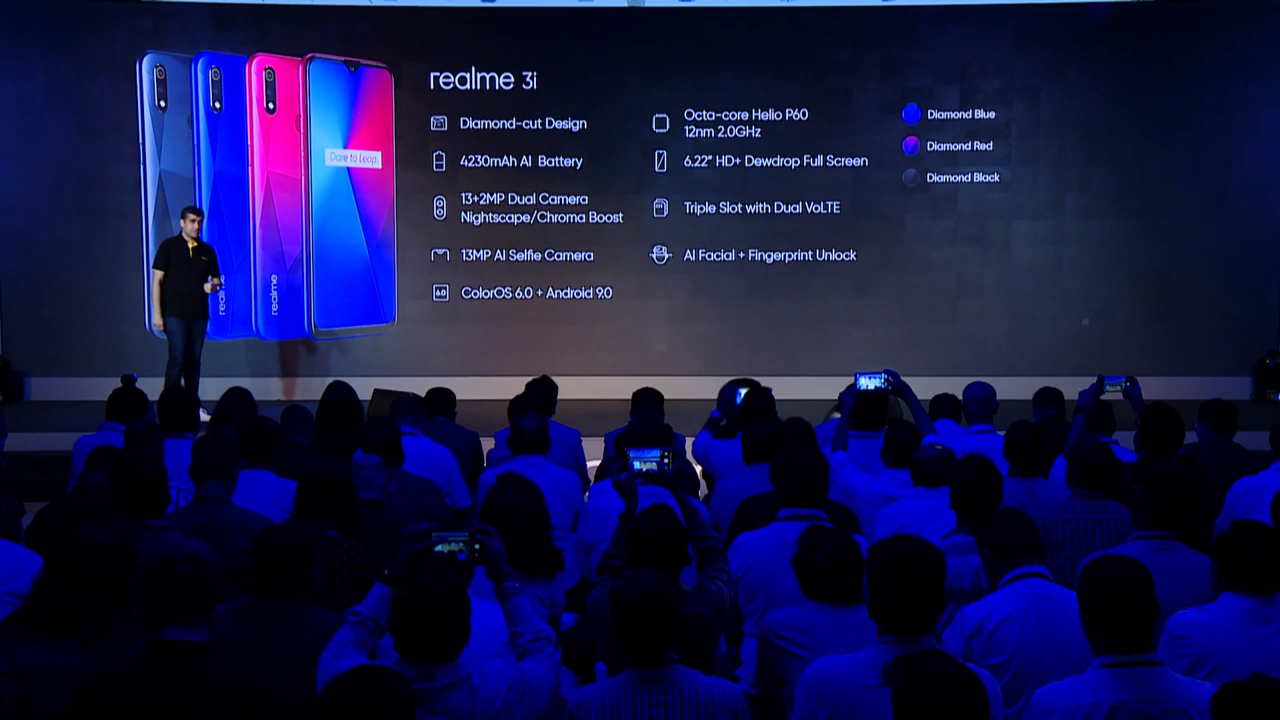 realme 3i
Diamond-cut Design
4230mAh AI Battery
13+2MP Dual Camera
Nightscape/Chroma Boost
13MP AI Selfie Camera
6.0
ColorOS 6.0 + Android 9.0
Octa-core Helio P60
12nm 2.0GHz
6.22" HD+ Dewdrop Full Screen
Triple Slot with Dual VoLTE
AI Facial + Fingerprint Unlock
Diamond Blue
Diamond Red
Diamond Black
Dare to Leap.
realme
realme